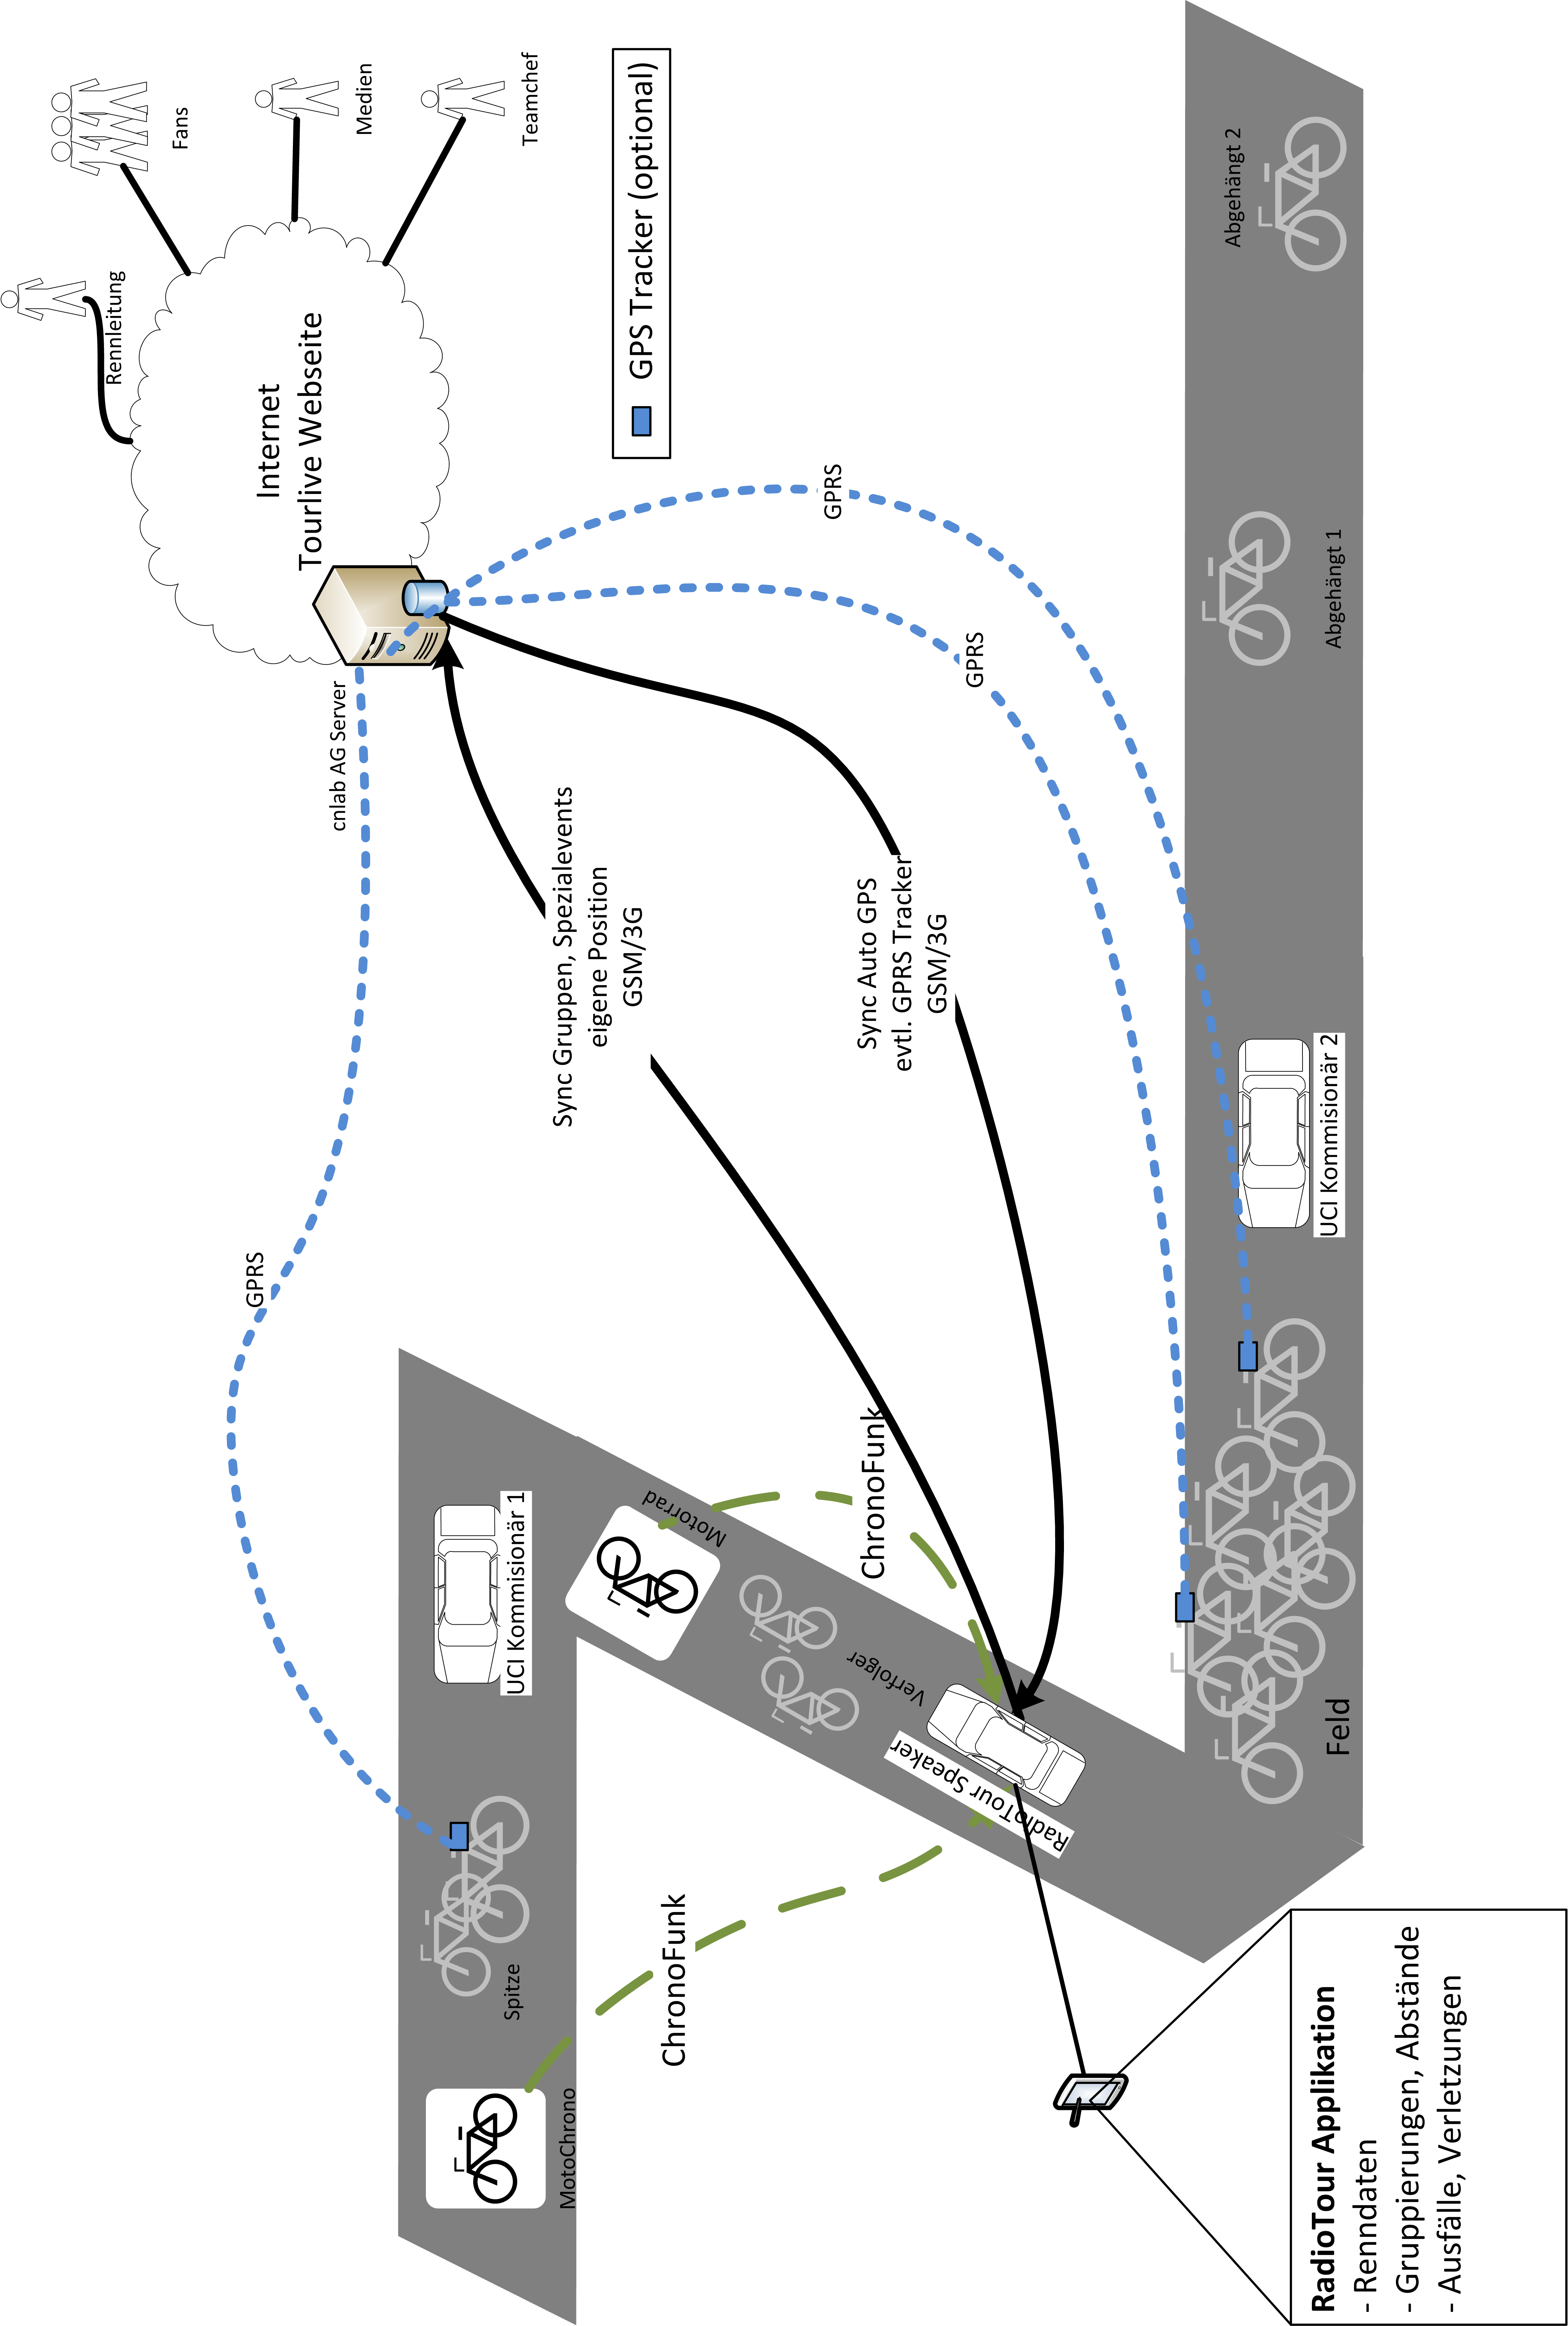 Rennleitung
Fans
Medien
Teamchef
Internet
Tourlive Webseite
cnlab AG Server
GPS Tracker (optional)
GPRS
GPRS
GPRS
Sync Gruppen, Spezialevents
eigene Position
GSM/3G
Sync Auto GPS
evtl. GPRS Tracker
GSM/3G
MotoChrono
Spitze
UCI Kommisionär 1
Motorrad
Verfolger
RadioTour Speaker
ChronoFunk
ChronoFunk
Feld
UCI Kommisionär 2
Abgehängt 1
Abgehängt 2
RadioTour Applikation
- Renndaten
- Gruppierungen, Abstände
- Ausfälle, Verletzungen